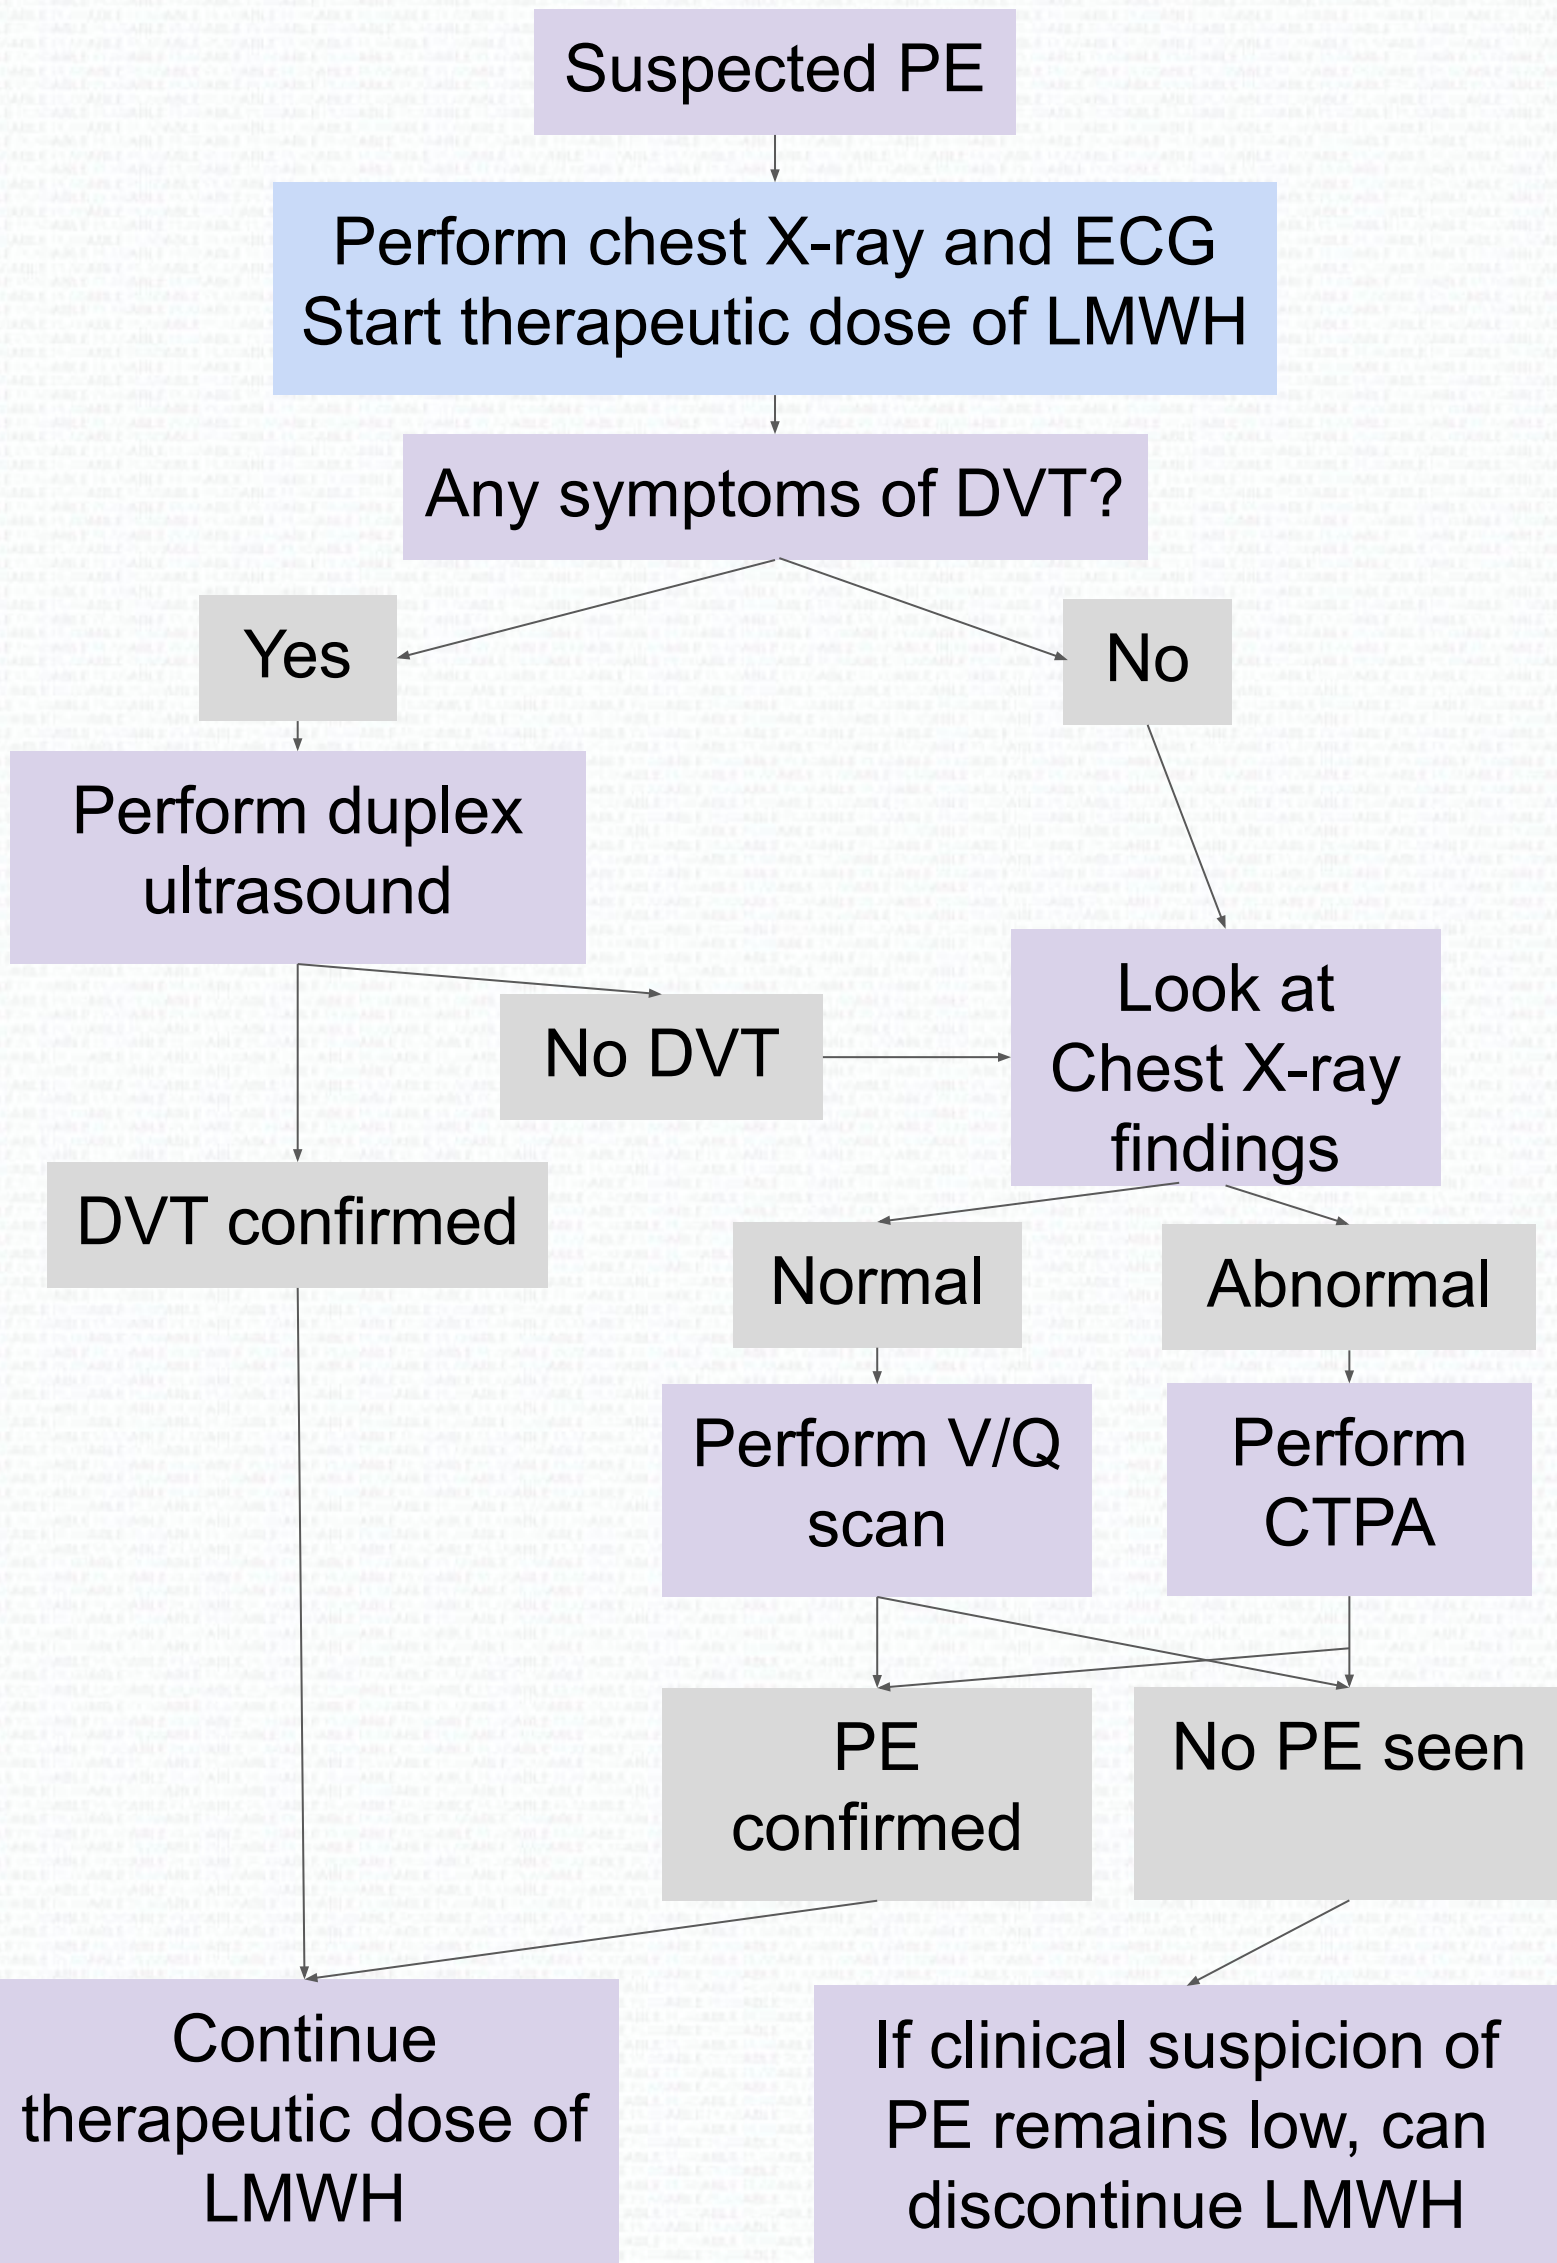 Suspected PE
Perform chest X-ray and ECG
Start therapeutic dose of LMWH
Any symptoms of DVT?
Yes
No
Perform duplex
ultrasound
Look at
Chest X-ray
findings
No DVT
DVT confirmed
Normal
Abnormal
Perform V/Q
scan
Perform
CTPA
PE
confirmed
No PE seen
Continue
therapeutic dose of
LMWH
If clinical suspicion of
PE remains low, can
discontinue LMWH